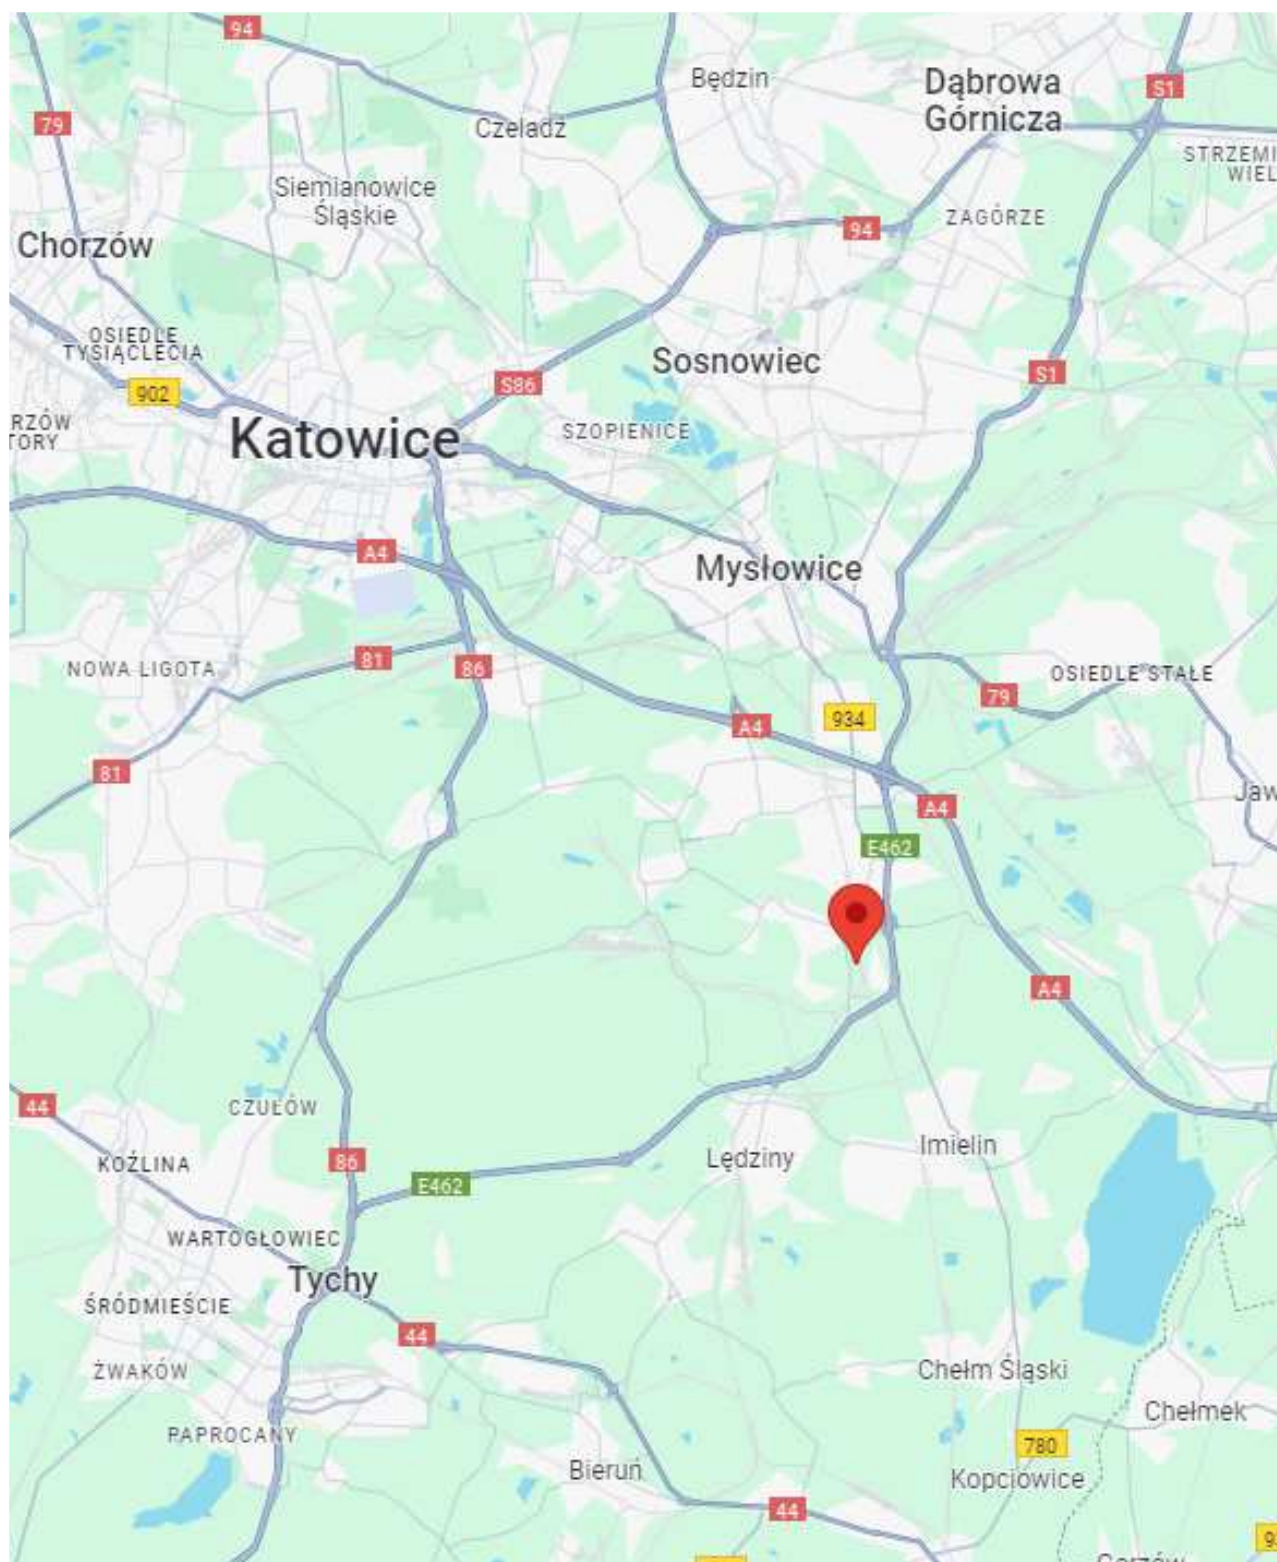 94
Będzin
Dąbrowa
Górnicza
S1
79
Czeladź
STRZEMI
WIEL
Siemianowice
Śląskie
94
ZAGÓRZE
Chorzów
OSIEDLE
TYSIĄCLECIA
Sosnowiec
S1
902
S86
RZÓW
TORY
Katowice
SZOPIENICE
A4
Mysłowice
NOWA LIGOTA
81
86
OSIEDLE STAŁE
79
934
A4
81
Jaw
A4
E462
A4
44
CZUŁÓW
KOŹLINA
86
Lędziny
Imielin
E462
WARTOGŁOWIEC
Tychy
ŚRÓDMIEŚCIE
44
ŻWAKÓW
Chełm Śląski
Chełmek
PAPROCANY
780
Bieruń
Kopciowice
44